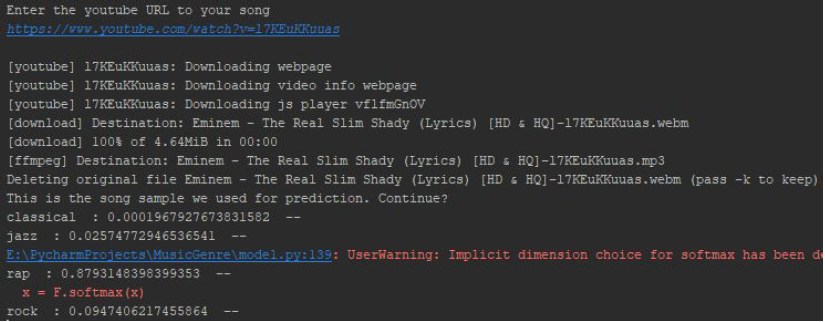 Enter the youtube URL to your song
https://www.youtube.com/watch?v=l7KEuKKuuas
[youtube] l7KEuKKuuas: Downloading webpage
[youtube] l7KEuKKuuas: Downloading video info webpage
[youtube] l7KEuKKuuas: Downloading js player vflfmGnOV
[download] Destination: Eminem - The Real Slim Shady (Lyrics) [HD & HQ]-l7KEuKKuuas.webm
[download] 100% of 4.64MiB in 00:00
[ffmpeg] Destination: Eminem - The Real Slim Shady (Lyrics) [HD & HQ]-l7KEuKKuuas.mp3
Deleting original file Eminem - The Real Slim Shady (Lyrics) [HD & HQ]-l7KEuKKuuas.webm (pass -k to keep)
This is the song sample we used for prediction. Continue?
classical  : 0.0001967927673831582  --
jazz  : 0.02574772946536541  --
E:\PycharmProjects\MusicGenre\model.py:139: UserWarning: Implicit dimension choice for softmax has been de
rap  : 0.8793148398399353  --
  x = F.softmax(x)
rock  : 0.0947406217455864  --